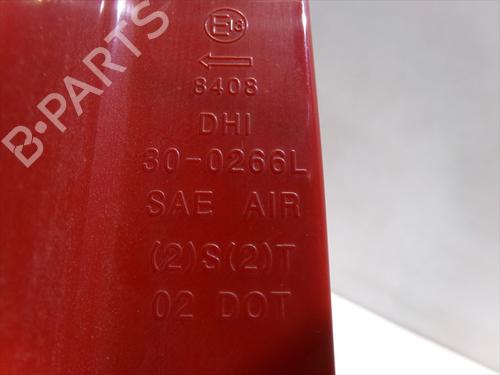 E13
8408
DHI
30-0266L
SAE AIR
(2)S(2)T
02 DOT
B-PARTS